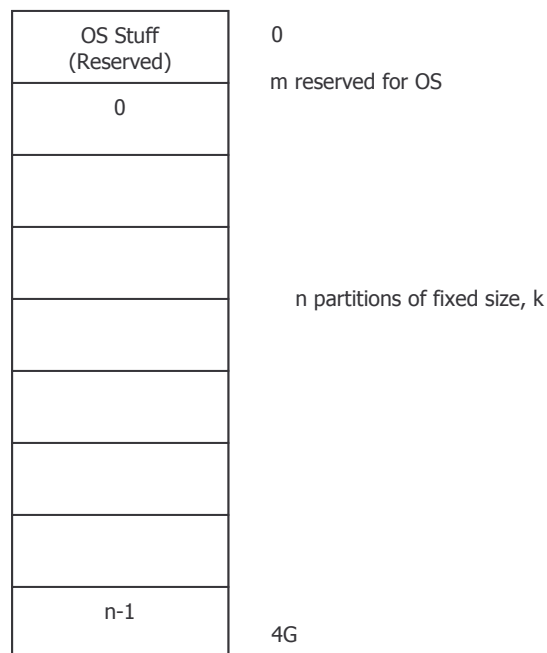 OS Stuff
(Reserved)
0
m reserved for OS
0
n partitions of fixed size, k
n-1
4G